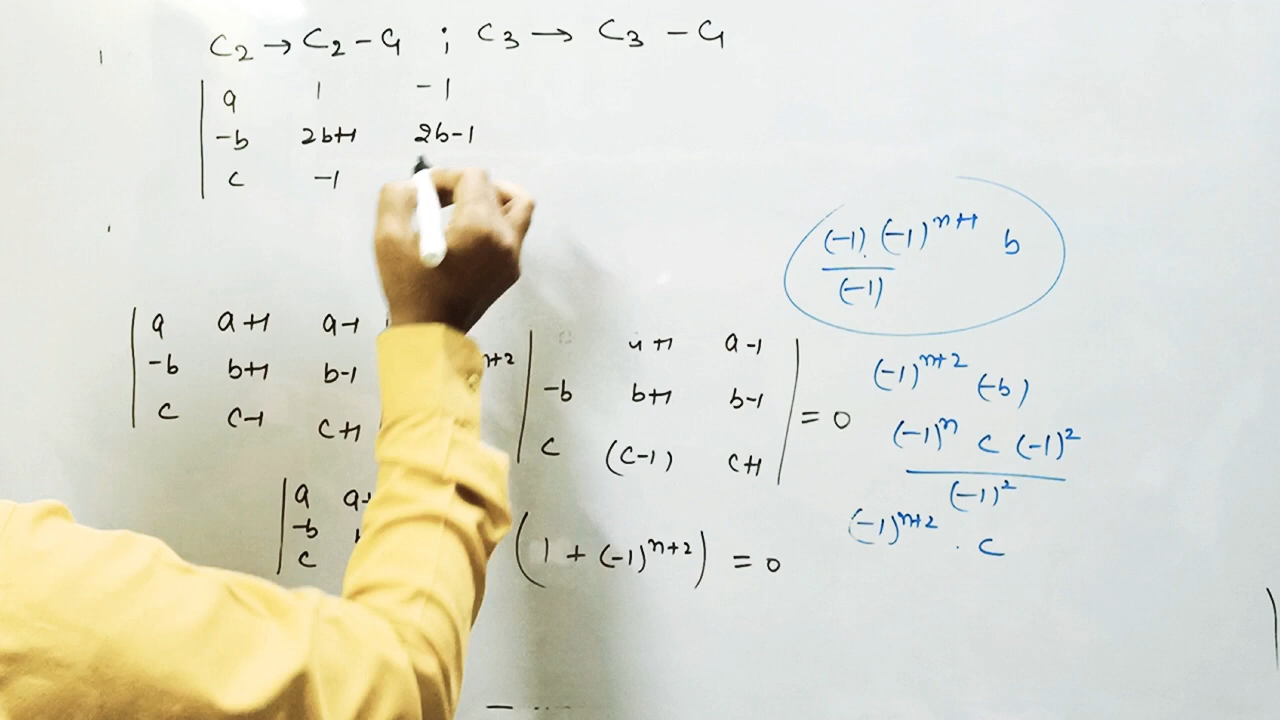 C₂ → C₂ - C₁ ; C₃ → C₃ - C₁
| a 1 -1
| -b 2b+1 2b-1
| c -1
(-1).(-1)ⁿ⁺¹ b
(-1)
| a a+1 a-1
| -b b+1 b-1
| c c-1 c+1
n+2 | +1 a-1 |
| -b b+1 b-1 | = 0
| c (c-1) c+1 |
(-1)ⁿ⁺² (-b)
(-1)ⁿ c (-1)²
(-1)²
(-1)ⁿ⁺² . c
| a a+
| -b
| c
(1 + (-1)ⁿ⁺²) = 0